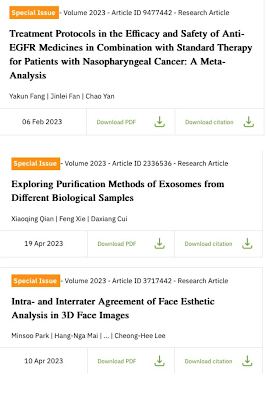 Special Issue - Volume 2023 - Article ID 9477442 - Research Article
Treatment Protocols in the Efficacy and Safety of Anti-
EGFR Medicines in Combination with Standard Therapy
for Patients with Nasopharyngeal Cancer: A Meta-
Analysis
Yakun Fang | Jinlei Fan | Chao Yan
06 Feb 2023 Download PDF Download citation
Special Issue - Volume 2023 - Article ID 2336536 - Research Article
Exploring Purification Methods of Exosomes from
Different Biological Samples
Xiaoqing Qian | Feng Xie | Daxiang Cui
19 Apr 2023 Download PDF Download citation
Special Issue - Volume 2023 - Article ID 3717442 - Research Article
Intra- and Interrater Agreement of Face Esthetic
Analysis in 3D Face Images
Minsoo Park | Hang-Nga Mai | ... | Cheong-Hee Lee
10 Apr 2023 Download PDF Download citation